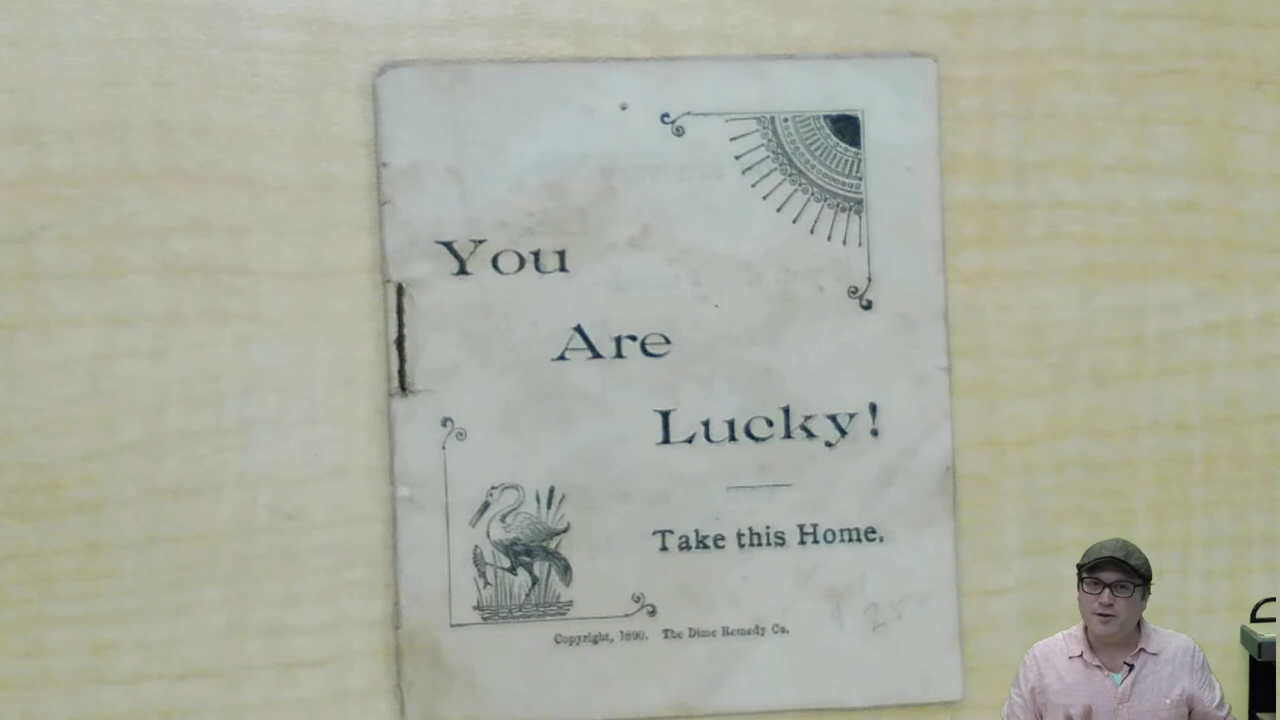 You
Are
Lucky!
Take this Home.
Copyright, 1890. The Dime Remedy Co.